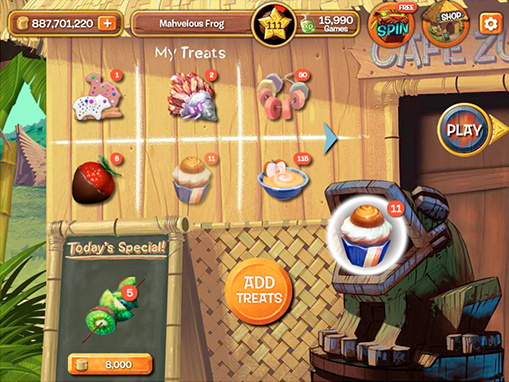 887,701,220
+
Mahvelous Frog
111
15,990
Games
FREE
SPIN
SHOP
My Treats
1
2
50
5
11
115
PLAY
11
Today's Special!
5
ADD
TREATS
8,000